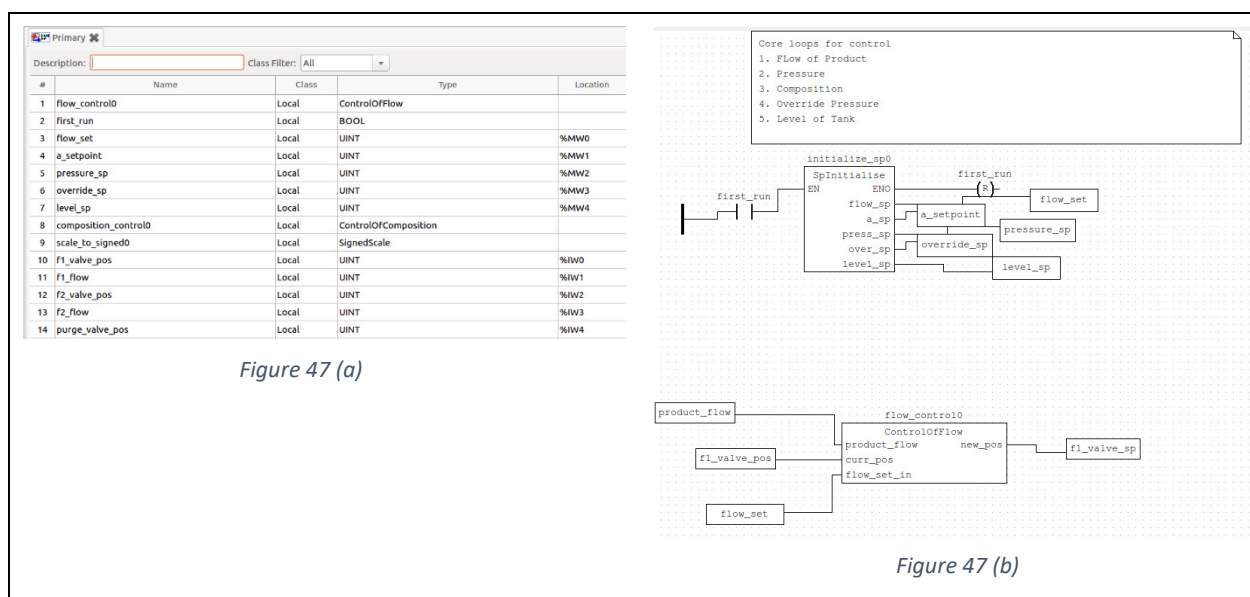 Primary
Description: Class Filter: All
# Name Class Type Location
1 flow_control0 Local ControlOfFlow
2 first_run Local BOOL
3 flow_set Local UINT %MW0
4 a_setpoint Local UINT %MW1
5 pressure_sp Local UINT %MW2
6 override_sp Local UINT %MW3
7 level_sp Local UINT %MW4
8 composition_control0 Local ControlOfComposition
9 scale_to_signed0 Local SignedScale
10 f1_valve_pos Local UINT %IW0
11 f1_flow Local UINT %IW1
12 f2_valve_pos Local UINT %IW2
13 f2_flow Local UINT %IW3
14 purge_valve_pos Local UINT %IW4
Figure 47 (a)
Core loops for control
1. FLow of Product
2. Pressure
3. Composition
4. Override Pressure
5. Level of Tank
initialize_sp0
SpInitialise
first_run
EN ENO
R
first_run
flow_sp
flow_set
a_sp
a_setpoint
press_sp
pressure_sp
over_sp
override_sp
level_sp
level_sp
product_flow
flow_control0
ControlOfFlow
product_flow new_pos
f1_valve_sp
f1_valve_pos
curr_pos
flow_set_in
flow_set
Figure 47 (b)